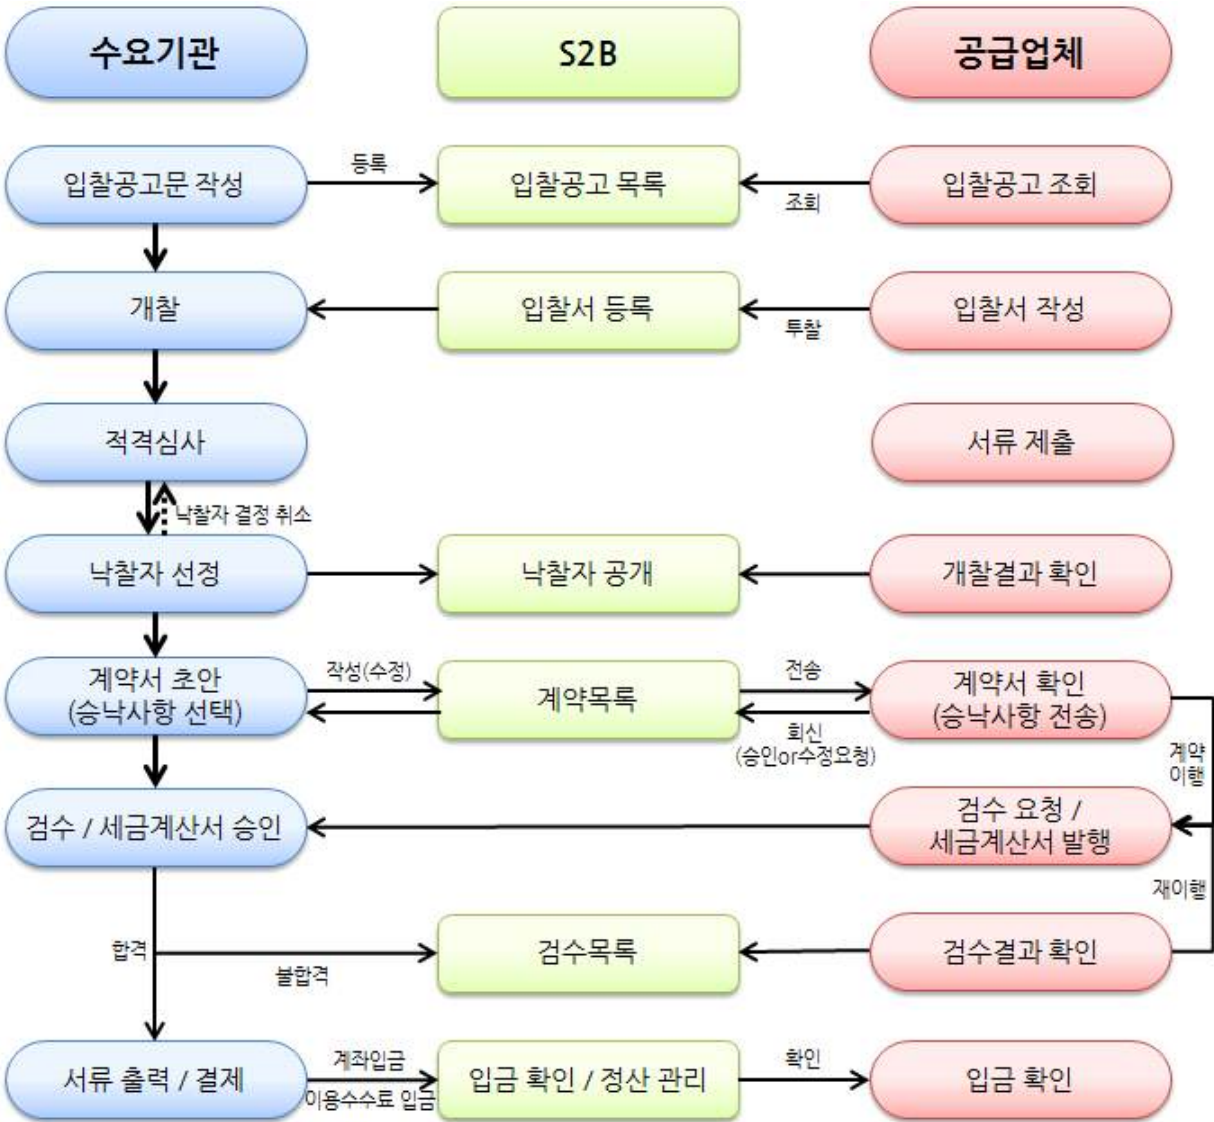 수요기관
S2B
공급업체
등록
입찰공고문 작성
입찰공고 목록
입찰공고 조회
조회
개찰
입찰서 등록
입찰서 작성
투찰
적격심사
서류 제출
낙찰자 결정 취소
낙찰자 선정
낙찰자 공개
개찰결과 확인
작성(수정)
전송
계약서 초안
(승낙사항 선택)
계약목록
계약서 확인
(승낙사항 전송)
회신
(승인or수정요청)
계약
이행
검수 / 세금계산서 승인
검수 요청 /
세금계산서 발행
재이행
합격
불합격
검수목록
검수결과 확인
계좌입금
확인
서류 출력 / 결제
입금 확인 / 정산 관리
입금 확인
이용수수료 입금